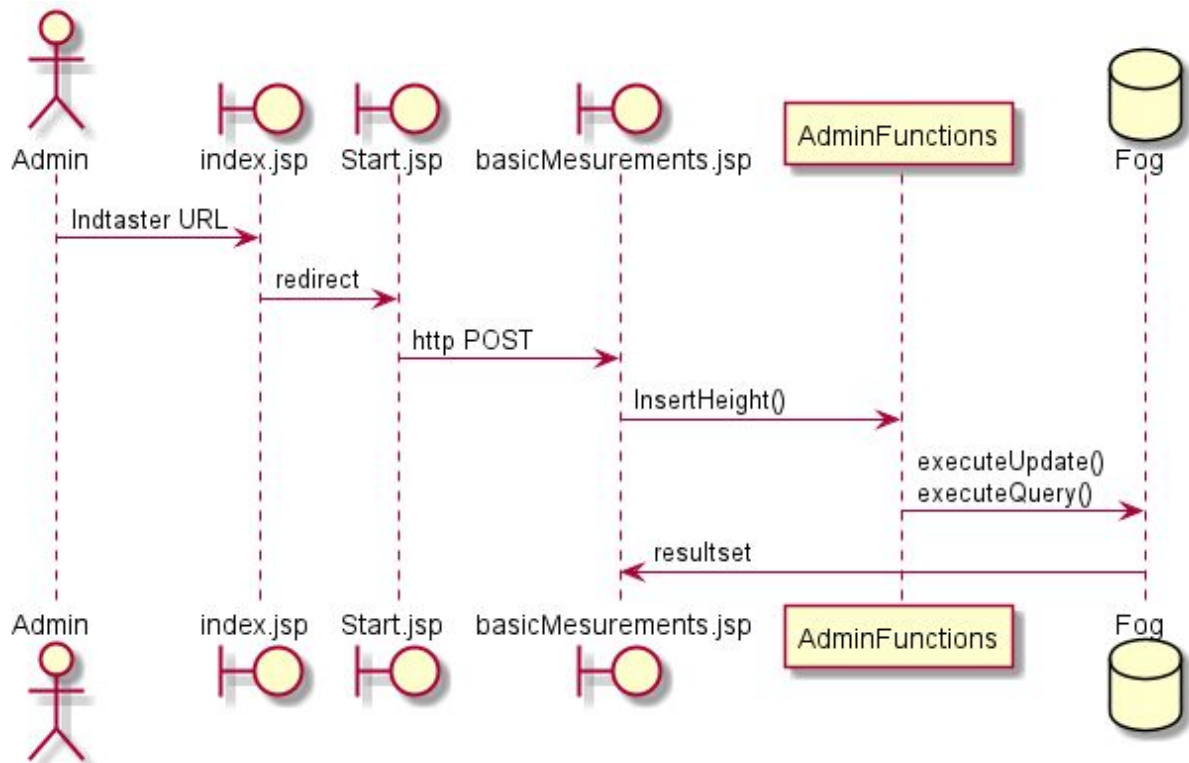 Admin
index.jsp
Start.jsp
basicMesurements.jsp
AdminFunctions
Fog
Indtaster URL
redirect
http POST
InsertHeight()
executeUpdate()
executeQuery()
resultset
Admin
index.jsp
Start.jsp
basicMesurements.jsp
AdminFunctions
Fog